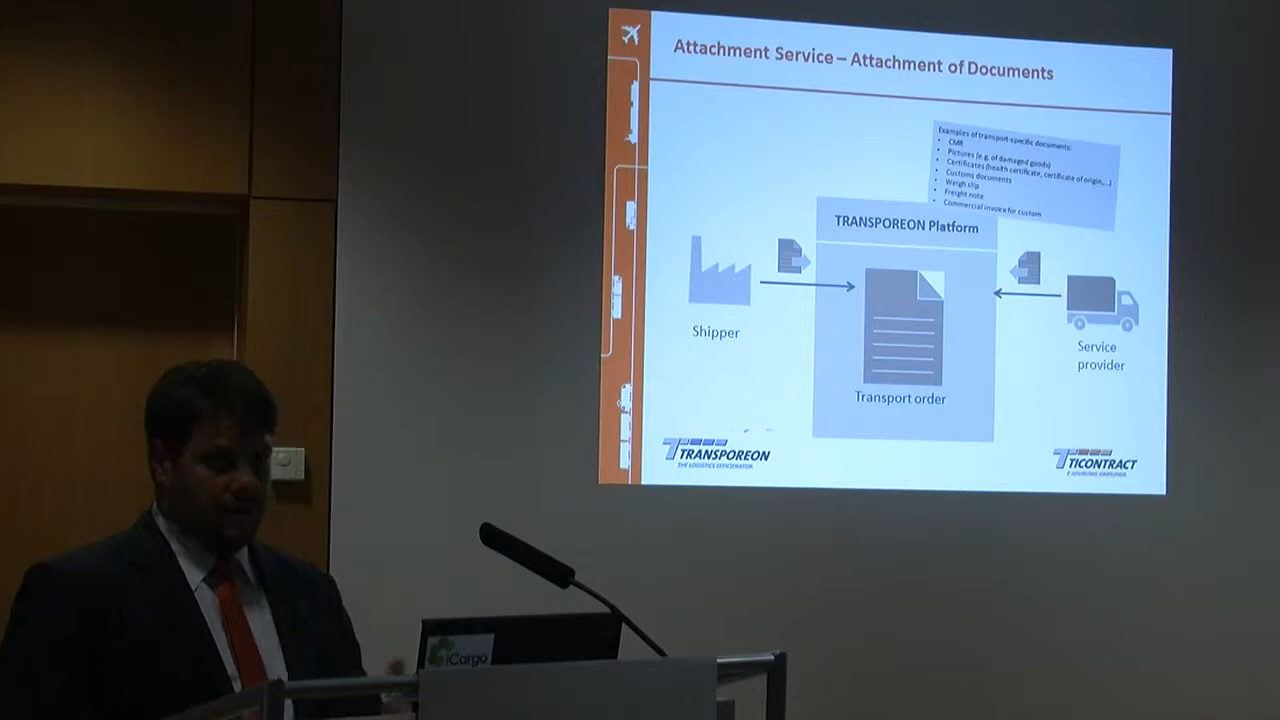 Attachment Service – Attachment of Documents
Examples of transport-specific documents:
• CMR
• Pictures (e.g. of damaged goods)
• Certificates (health certificate, certificate of origin,...)
• Customs documents
• Weigh slip
• Freight note
• Commercial invoice for custom
TRANSPOREON Platform
Shipper
Service
provider
Transport order
TRANSPOREON
THE LOGISTICS EFFICIENATOR
TICONTRACT
E-SOURCING. SIMPLIFIED.
iCargo